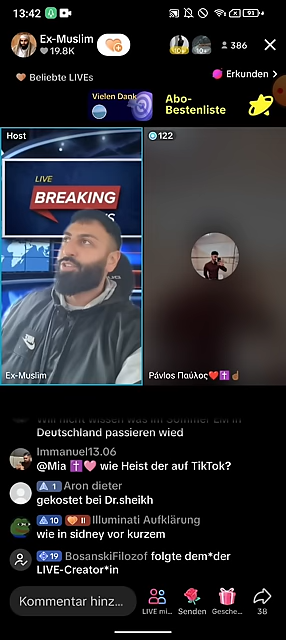 13:42
91
Ex-Muslim
19.8K
10+
386
Beliebte LIVEs
Erkunden >
Vielen Dank
Abo-
Bestenliste
Host
122
LIVE
BREAKING
Ex-Muslim
Pávlos Παύλος❤️✝️☝🏾
Deutschland passieren wied
Immanuel13.06
@Mia ✝️🩷 wie Heist der auf TikTok?
1 Aron dieter
gekostet bei Dr.sheikh
10 II Illuminati Aufklärung
wie in sidney vor kurzem
19 BosanskiFilozof folgte dem*der
LIVE-Creator*in
Kommentar hinz...
LIVE mi...
Senden
Gesche...
38